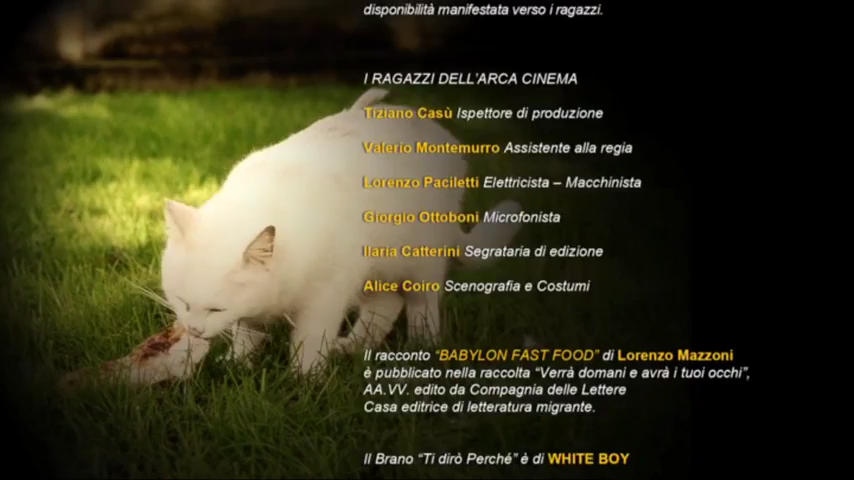 disponibilità manifestata verso i ragazzi.
I RAGAZZI DELL'ARCA CINEMA
Tiziano Casù Ispettore di produzione
Valerio Montemurro Assistente alla regia
Lorenzo Paciletti Elettricista – Macchinista
Giorgio Ottoboni Microfonista
Ilaria Catterini Segrataria di edizione
Alice Coiro Scenografia e Costumi
Il racconto “BABYLON FAST FOOD” di Lorenzo Mazzoni
è pubblicato nella raccolta “Verrà domani e avrà i tuoi occhi”,
AA.VV. edito da Compagnia delle Lettere
Casa editrice di letteratura migrante.
Il Brano “Ti dirò Perché” è di WHITE BOY